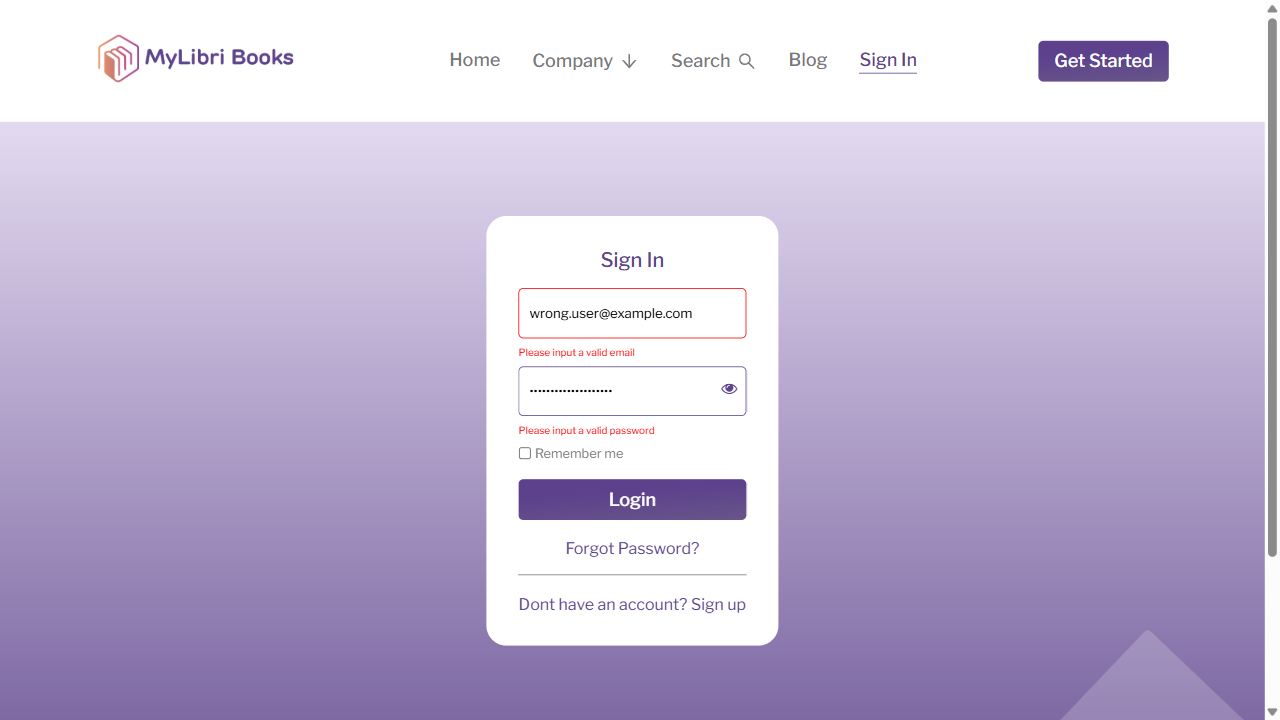 MyLibri Books
Home Company Search Blog Sign In Get Started
Sign In
wrong.user@example.com
Please input a valid email
Please input a valid password
Remember me
Login
Forgot Password?
Dont have an account? Sign up